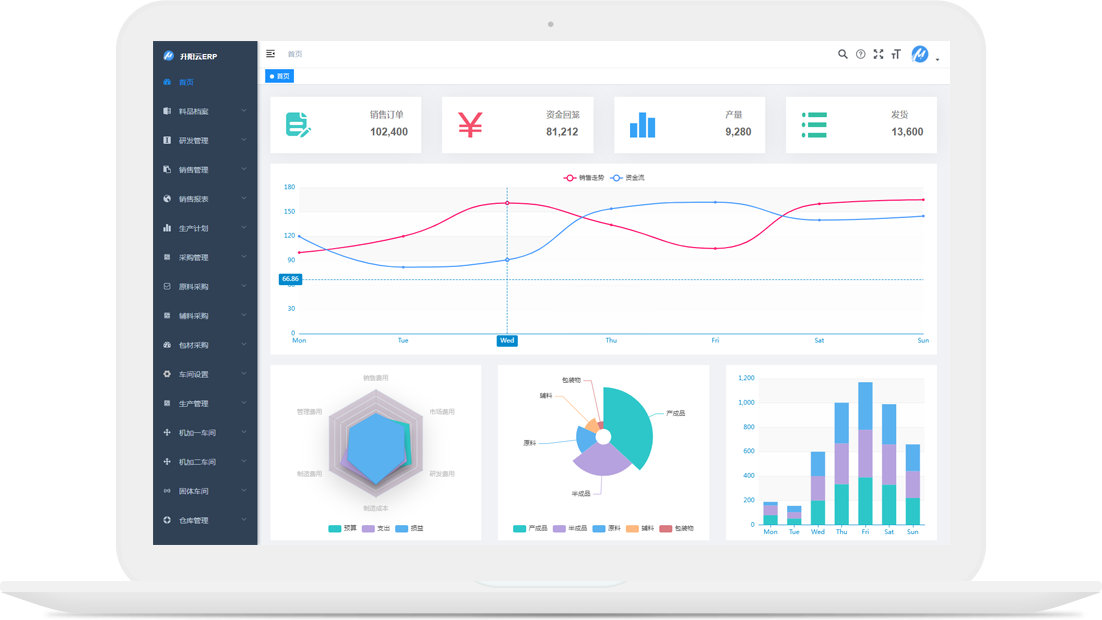 升阳云ERP
首页
料品档案
研发管理
销售管理
销售报表
生产计划
采购管理
原料采购
辅料采购
包材采购
车间设置
生产管理
机加一车间
机加二车间
固体车间
仓库管理
首页
首页
销售订单
102,400
资金回笼
81,212
产量
9,280
发货
13,600
销售走势 资金流
180
150
120
90
66.86
30
0
Mon Tue Wed Thu Fri Sat Sun
销售费用
管理费用 市场费用
制造费用 研发费用
制造成本
预算 支出 损益
包装物
辅料
产成品
原料
半成品
产成品 半成品 原料 辅料 包装物
1,200
1,000
800
600
400
200
0
Mon Tue Wed Thu Fri Sat Sun